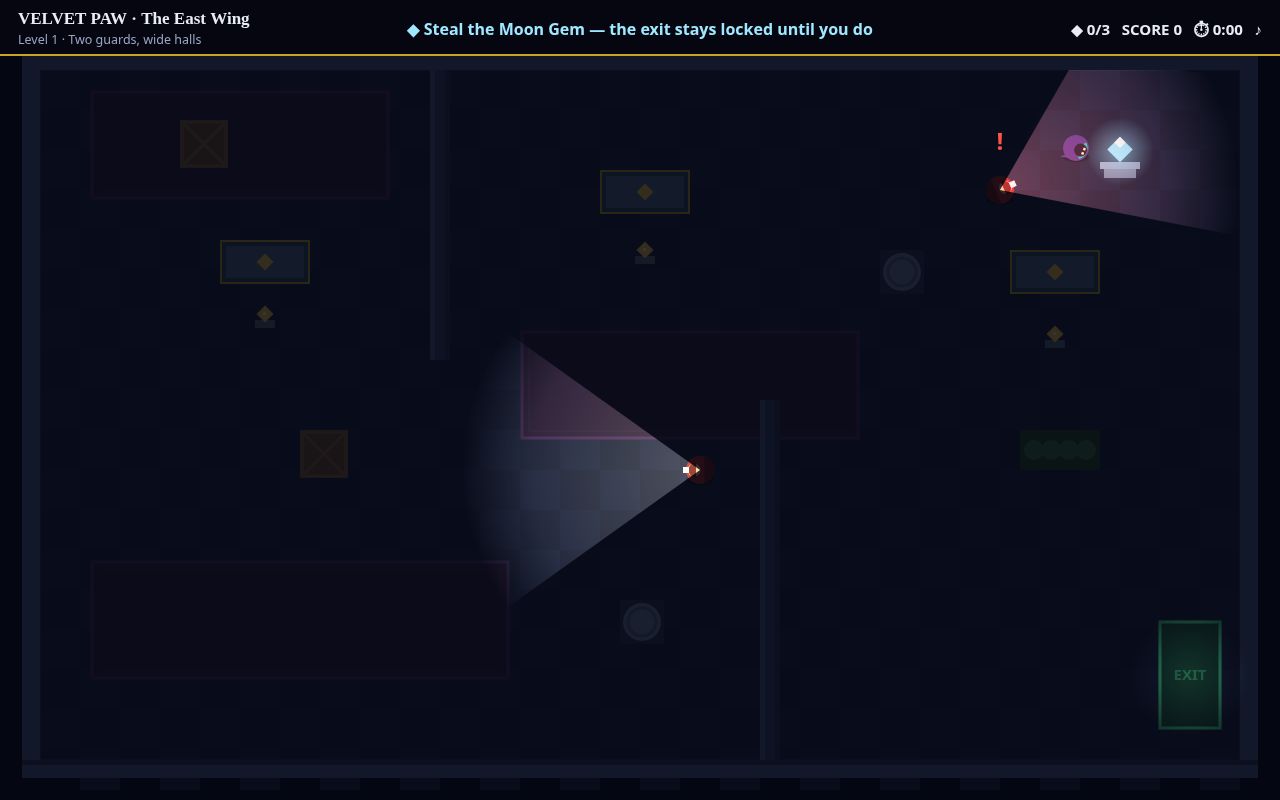 VELVET PAW · The East Wing
Level 1 · Two guards, wide halls
◆ Steal the Moon Gem — the exit stays locked until you do
◆ 0/3 SCORE 0 ⏱ 0:00 ♪
!
EXIT